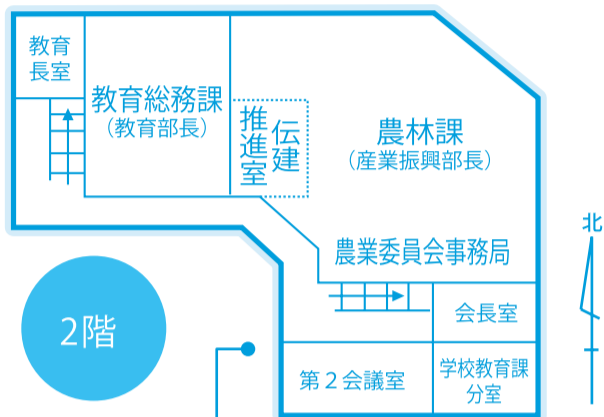 教育
長室
教育総務課
（教育部長）
伝建
推進室
農林課
（産業振興部長）
農業委員会事務局
北
2階
会長室
第２会議室
学校教育課
分室